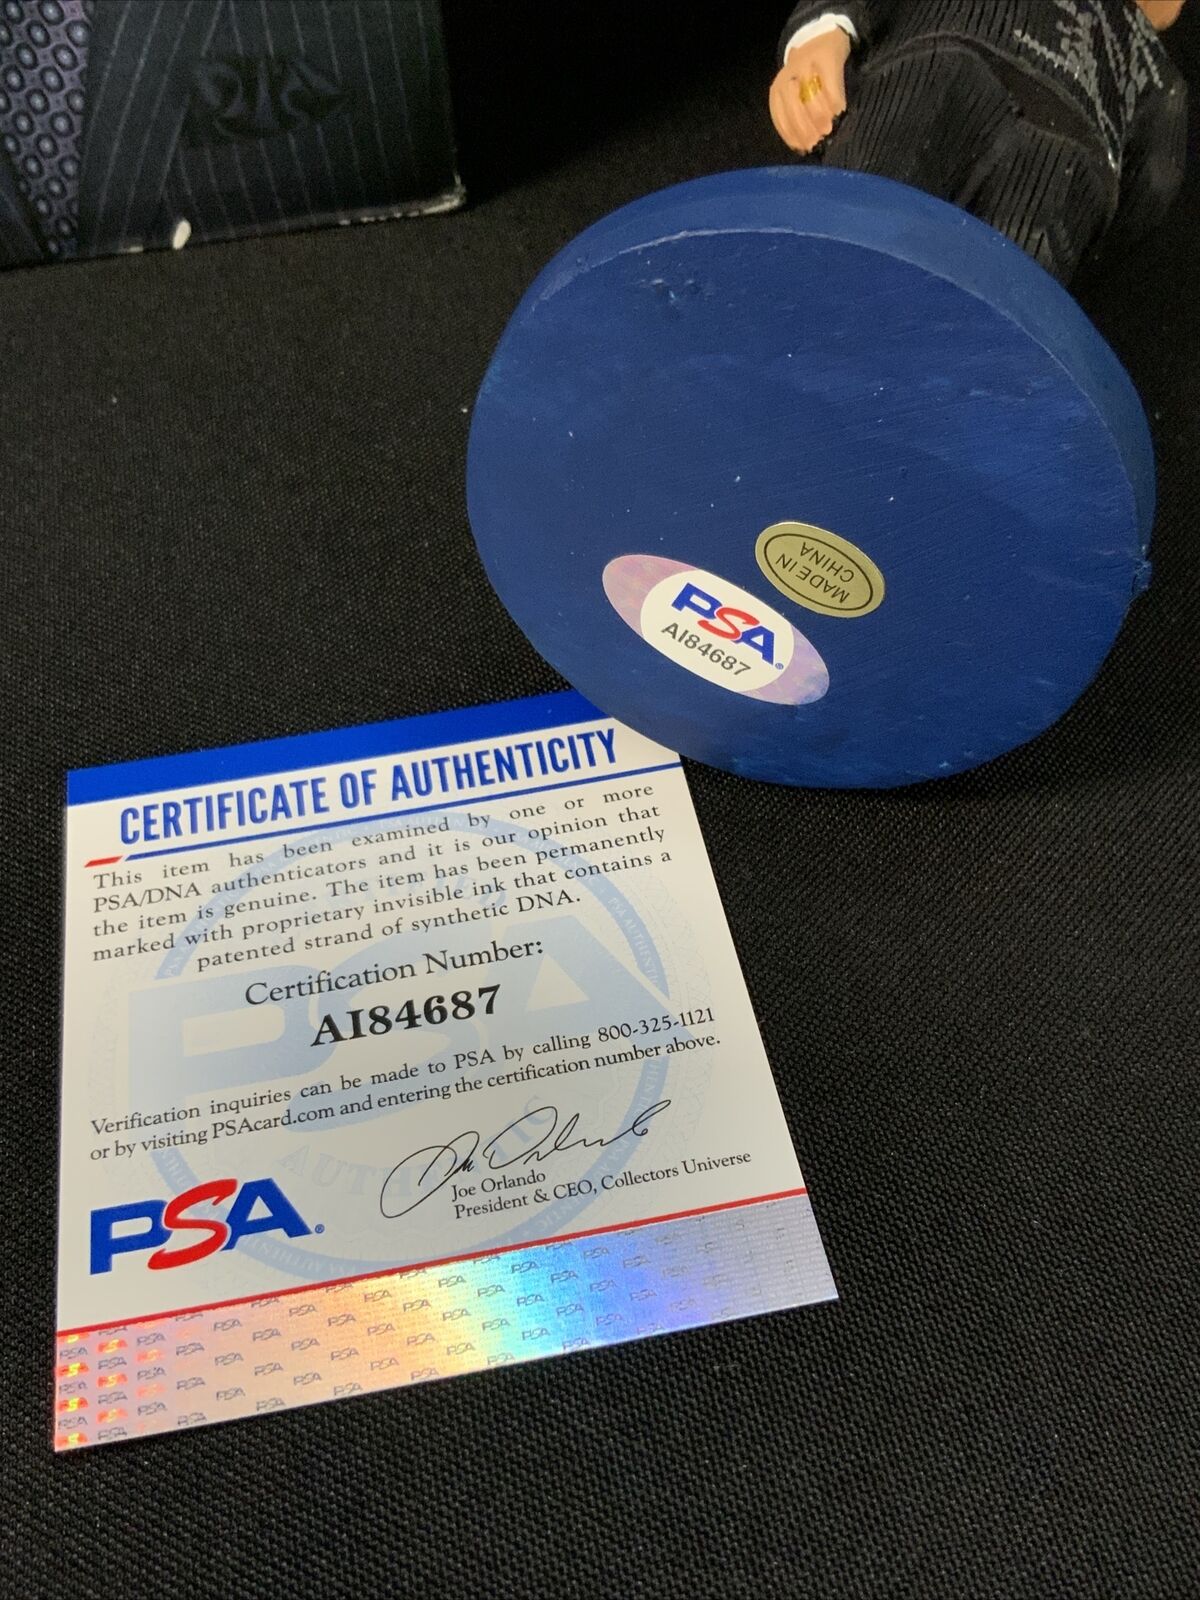 MADE IN
CHINA
PSA®
AI84687
CERTIFICATE OF AUTHENTICITY
This item has been examined by one or more
PSA/DNA authenticators and it is our opinion that
the item is genuine. The item has been permanently
marked with proprietary invisible ink that contains a
patented strand of synthetic DNA.
Certification Number:
AI84687
Verification inquiries can be made to PSA by calling 800-325-1121
or by visiting PSAcard.com and entering the certification number above.
Joe Orlando
President & CEO, Collectors Universe
PSA®